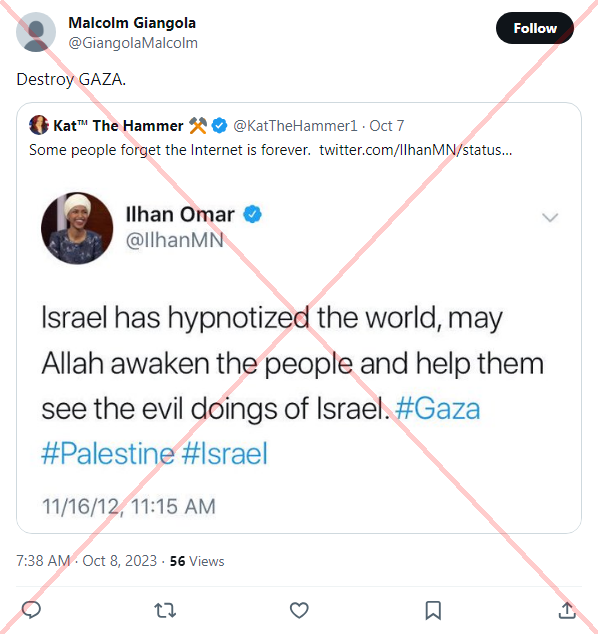 Malcolm Giangola
@GiangolaMalcolm
Follow
Destroy GAZA.
Kat™ The Hammer ⚒ @KatTheHammer1 · Oct 7
Some people forget the Internet is forever. twitter.com/IlhanMN/status...
Ilhan Omar
@IlhanMN
Israel has hypnotized the world, may
Allah awaken the people and help them
see the evil doings of Israel. #Gaza
#Palestine #Israel
11/16/12, 11:15 AM
7:38 AM · Oct 8, 2023 · 56 Views